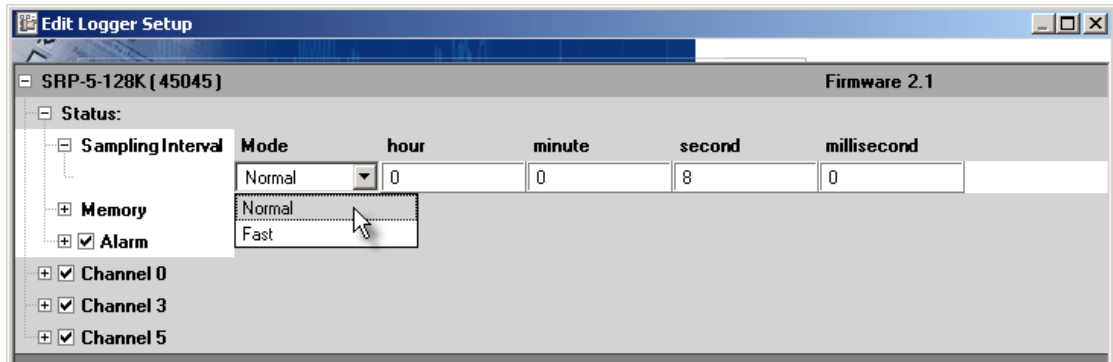 Edit Logger Setup
SRP-5-128K ( 45045 ) Firmware 2.1
Status:
Sampling Interval Mode hour minute second millisecond
Normal 0 0 8 0
Memory Normal
Alarm Fast
Channel 0
Channel 3
Channel 5